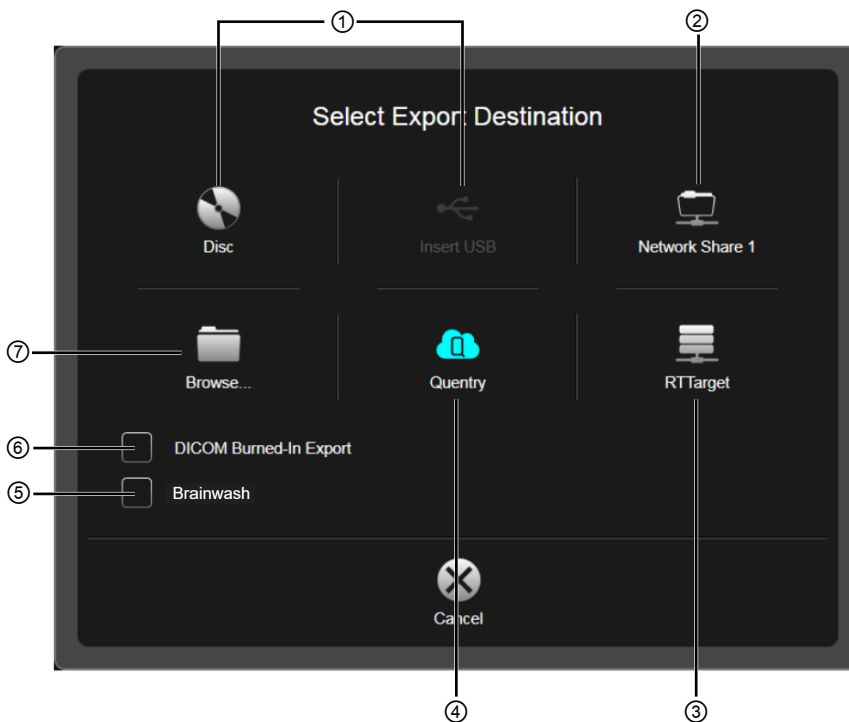 ① ②
Select Export Destination
Disc Insert USB Network Share 1
⑦
Browse... Quentry RTTarget
⑥ DICOM Burned-In Export
⑤ Brainwash
Cancel
④ ③